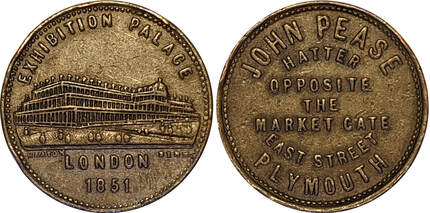 EXHIBITION PALACE
LONDON
1851
JOHN PEASE
HATTER
OPPOSITE
THE
MARKET GATE
EAST STREET
PLYMOUTH